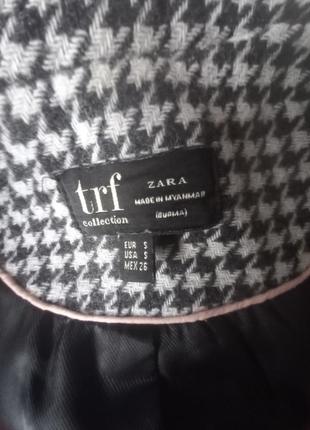 trf
collection
ZARA
MADE IN MYANMAR
(BURMA)
EUR S
USA S
MEX 26